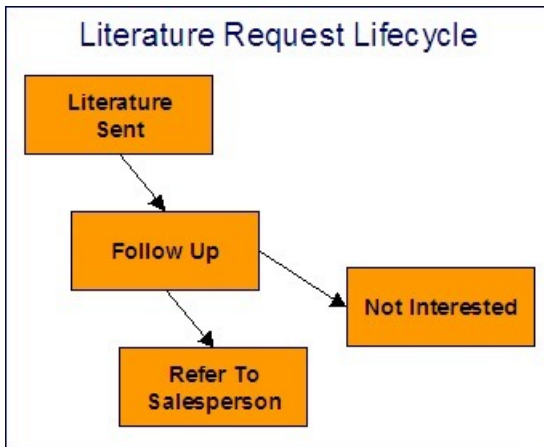 Literature Request Lifecycle
Literature
Sent
Follow Up
Not Interested
Refer To
Salesperson